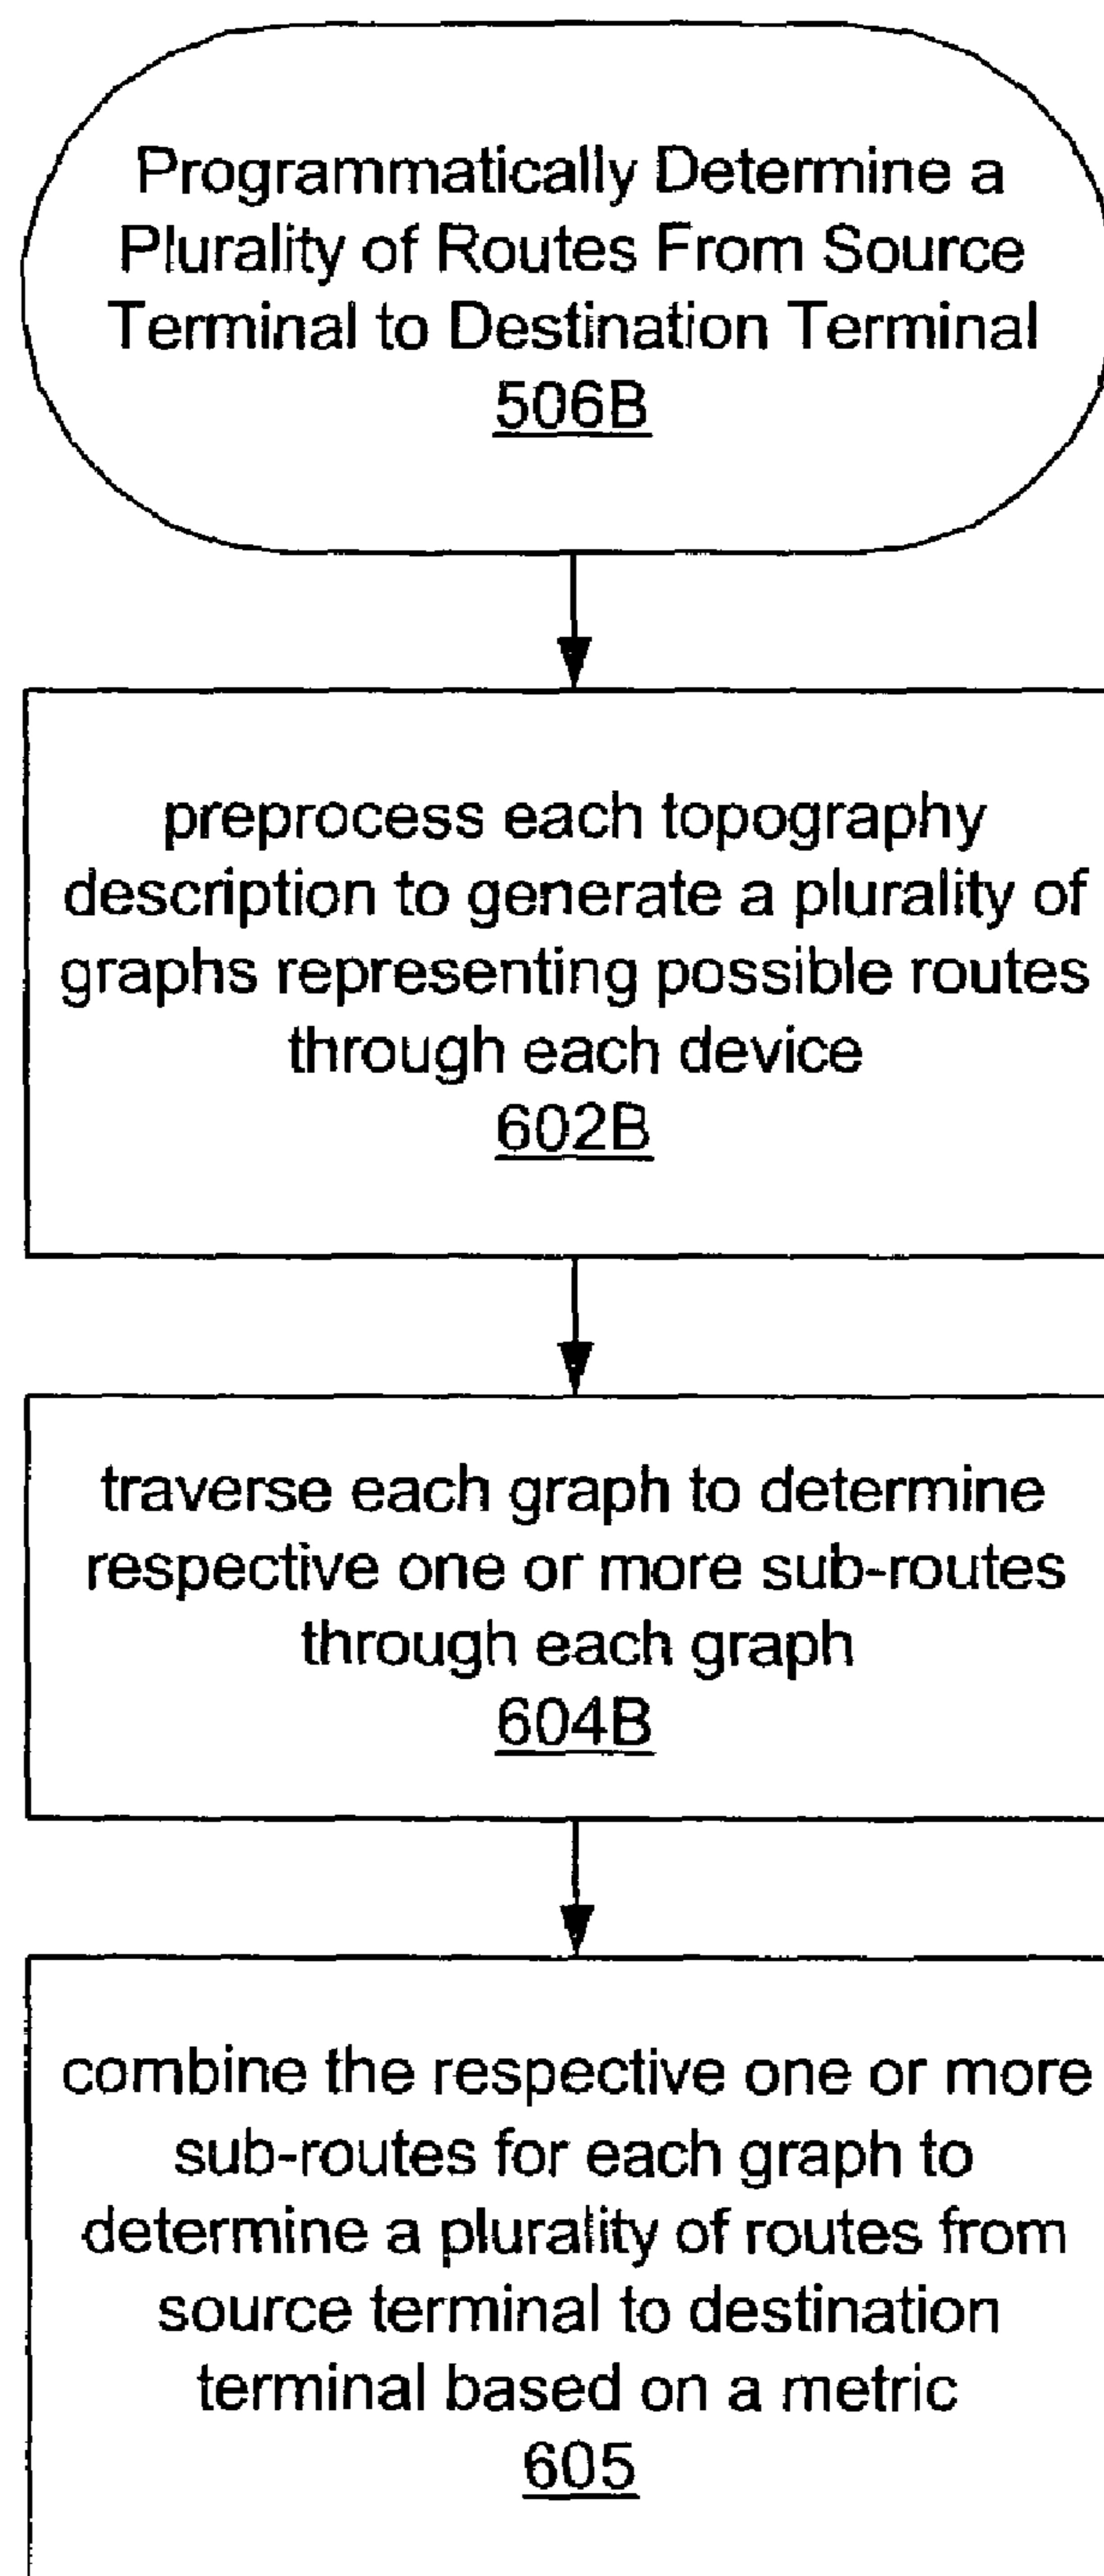 Programmatically Determine a
Plurality of Routes From Source
Terminal to Destination Terminal
506B
preprocess each topography
description to generate a plurality of
graphs representing possible routes
through each device
602B
traverse each graph to determine
respective one or more sub-routes
through each graph
604B
combine the respective one or more
sub-routes for each graph to
determine a plurality of routes from
source terminal to destination
terminal based on a metric
605